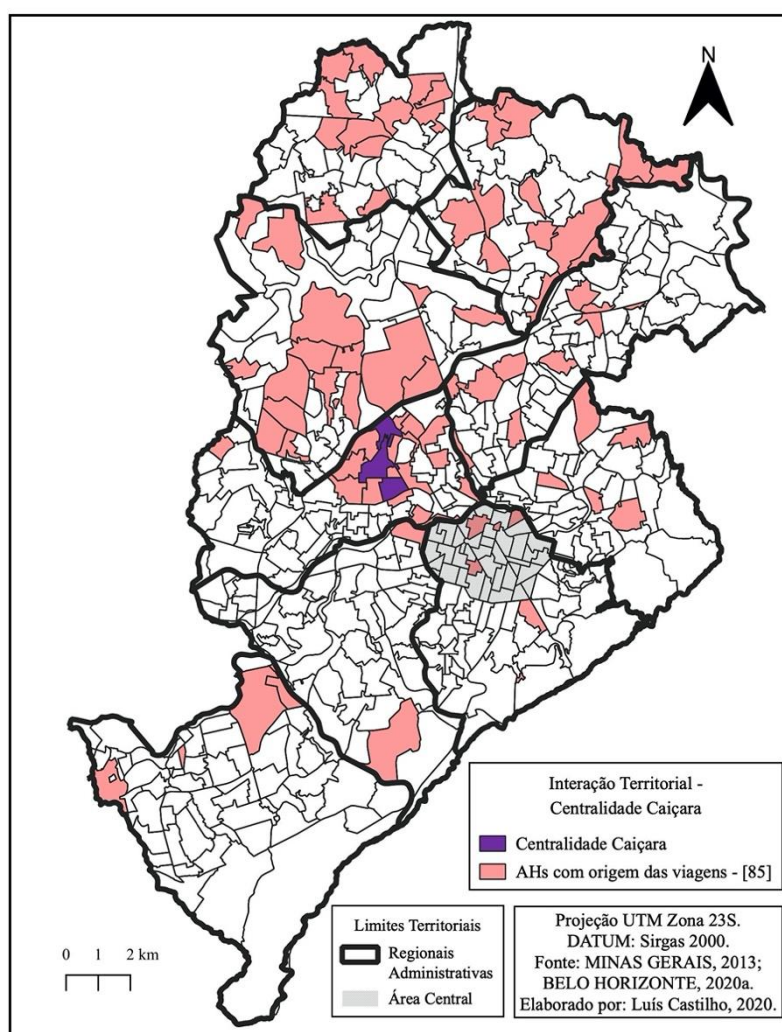 N
Interação Territorial -
Centralidade Caiçara
Centralidade Caiçara
AHs com origem das viagens - [85]
Limites Territoriais
Regionais
Administrativas
Área Central
Projeção UTM Zona 23S.
DATUM: Sirgas 2000.
Fonte: MINAS GERAIS, 2013;
BELO HORIZONTE, 2020a.
Elaborado por: Luís Castilho, 2020.
0 1 2 km